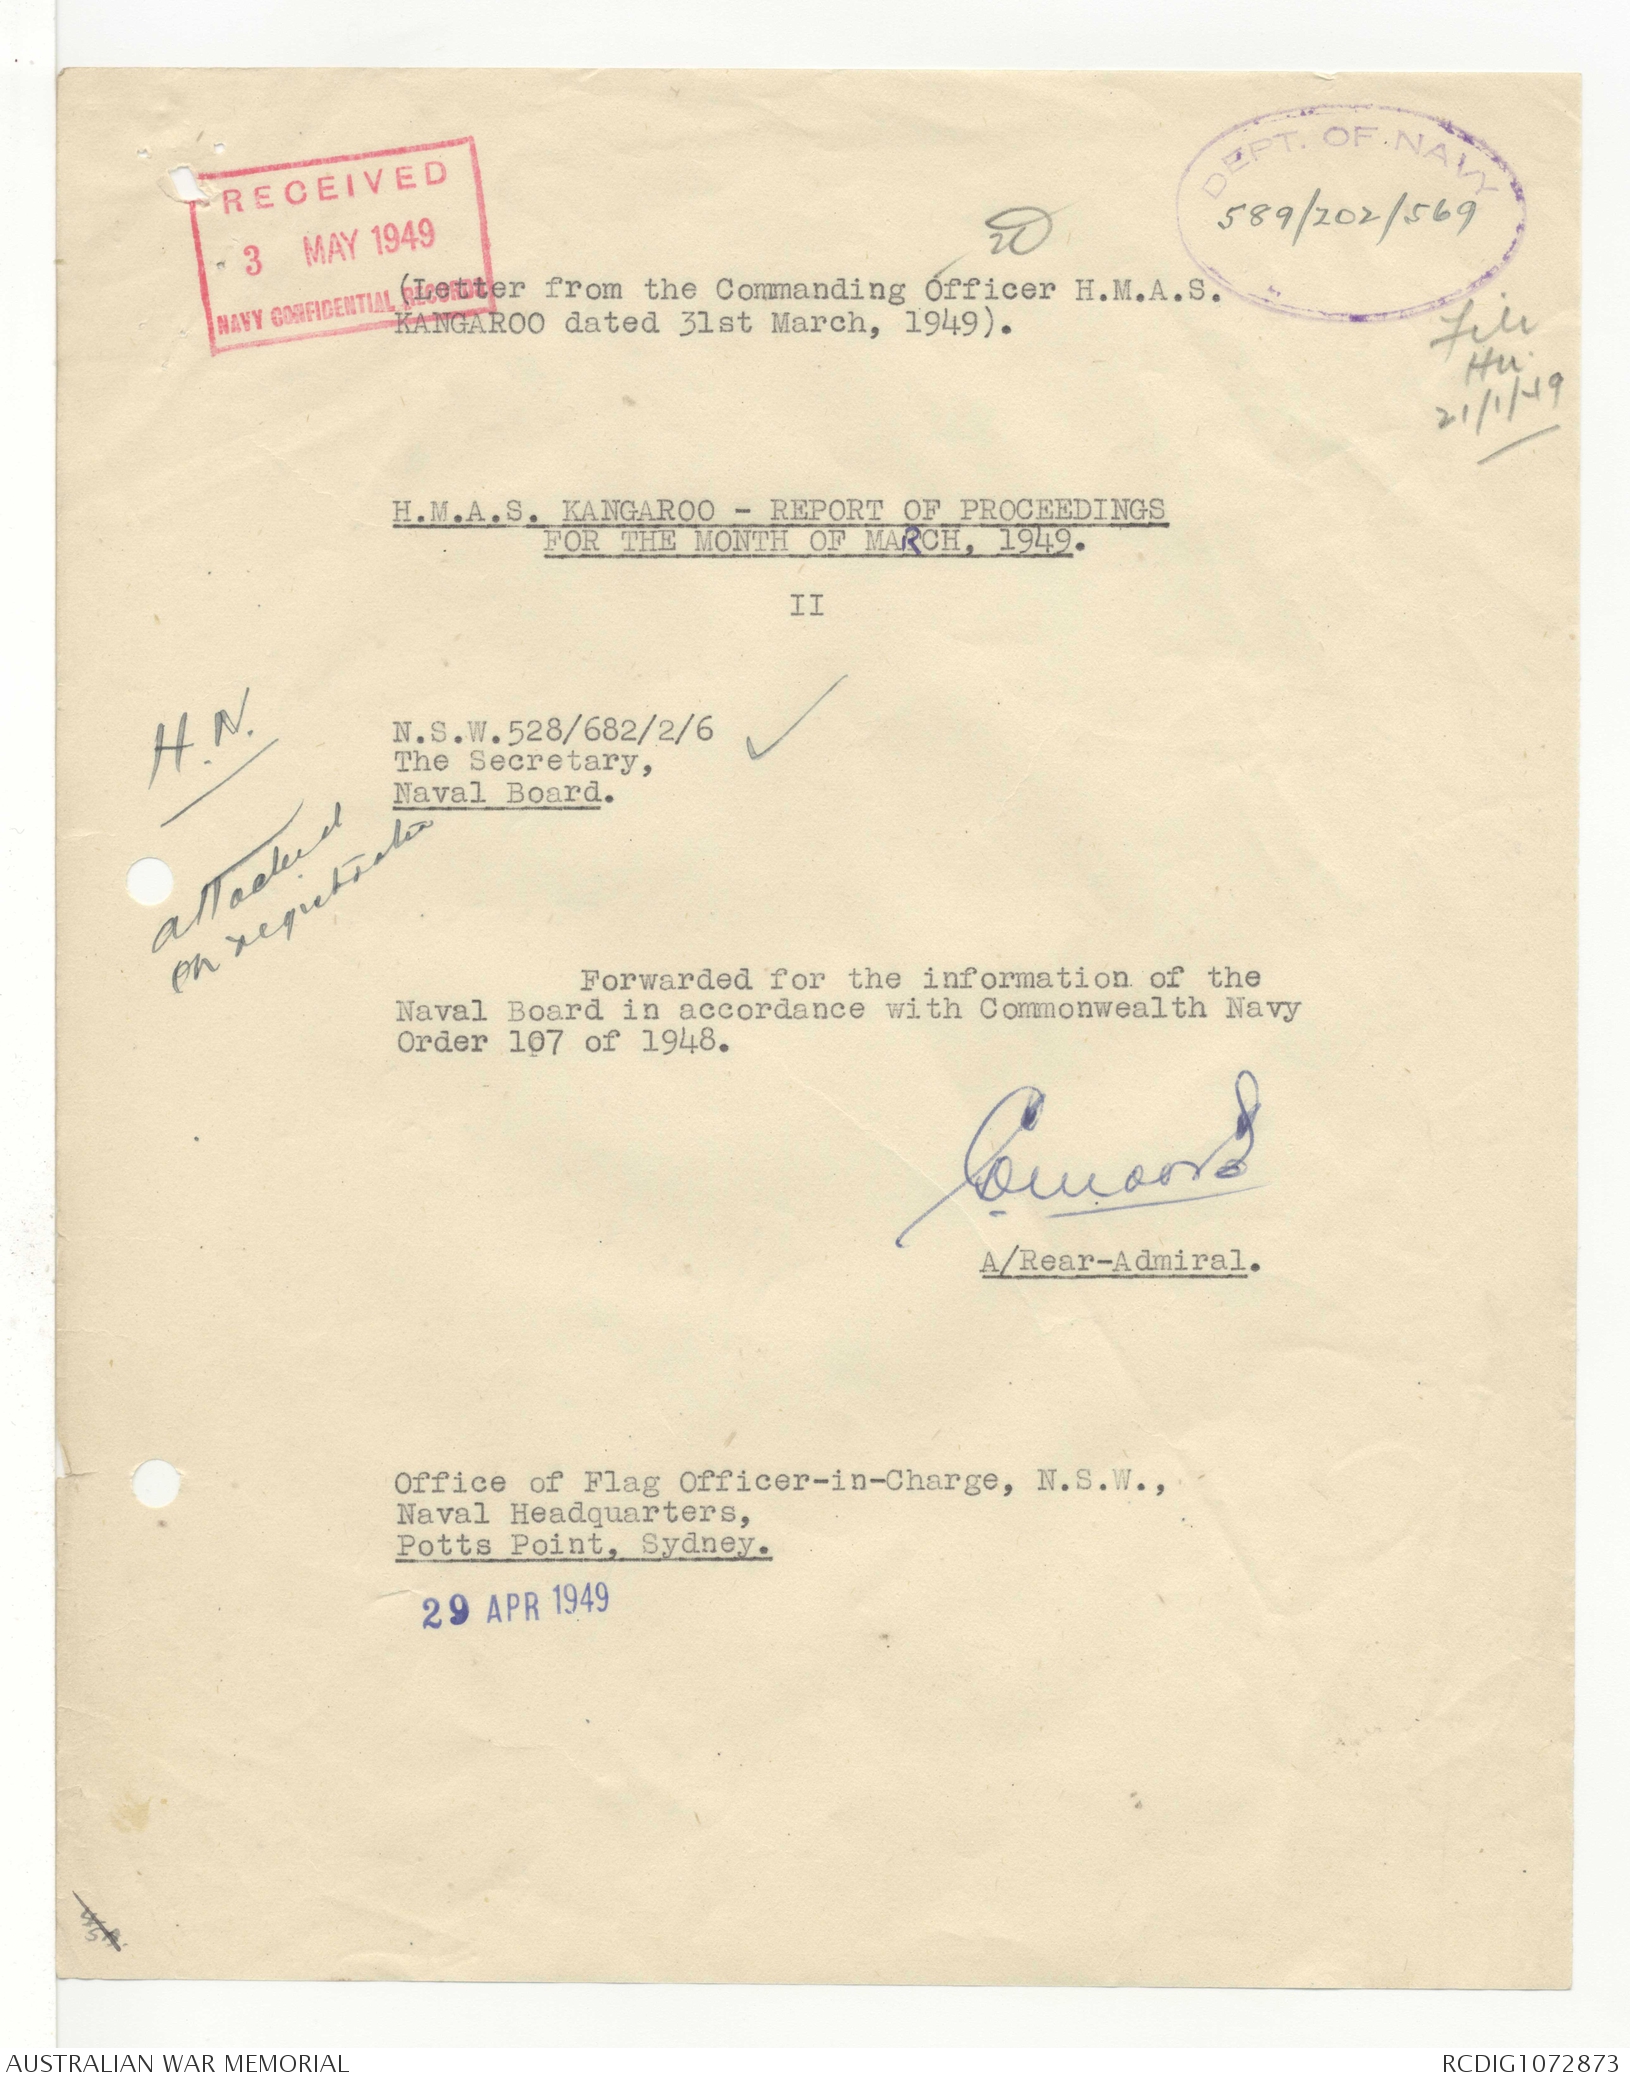 RECEIVED
3 MAY 1949
NAVY CONFIDENTIAL RECORDS
DEPT. OF NAVY
589/202/569
(Letter from the Commanding Officer H.M.A.S.
KANGAROO dated 31st March, 1949).
File
H.M.A.S. KANGAROO - REPORT OF PROCEEDINGS
FOR THE MONTH OF MARCH, 1949.
II
H.N.
N.S.W.528/682/2/6
The Secretary,
Naval Board.
attached
on registration
Forwarded for the information of the
Naval Board in accordance with Commonwealth Navy
Order 107 of 1948.
A/Rear-Admiral.
Office of Flag Officer-in-Charge, N.S.W.,
Naval Headquarters,
Potts Point, Sydney.
29 APR 1949
AUSTRALIAN WAR MEMORIAL
RCDIG1072873